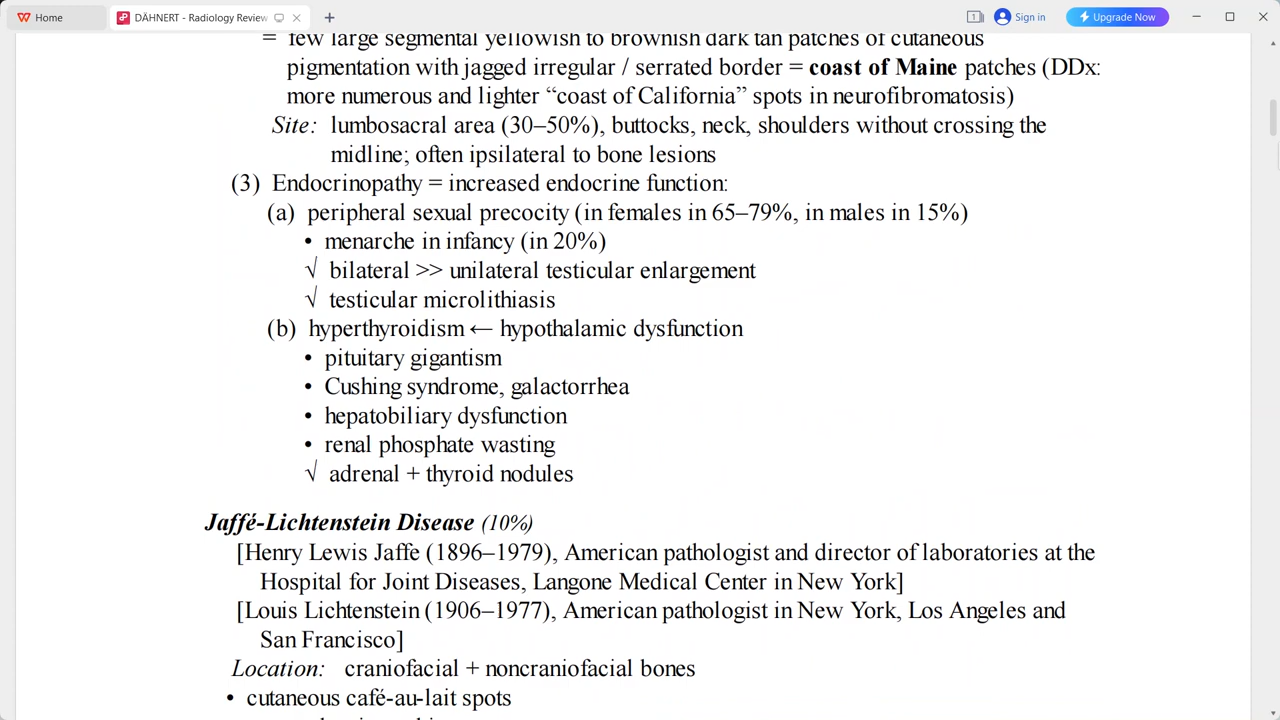 Home
DÄHNERT - Radiology Review
1
Sign in
Upgrade Now
= few large segmental yellowish to brownish dark tan patches of cutaneous
pigmentation with jagged irregular / serrated border = coast of Maine patches (DDx:
more numerous and lighter “coast of California” spots in neurofibromatosis)
Site: lumbosacral area (30–50%), buttocks, neck, shoulders without crossing the
midline; often ipsilateral to bone lesions
(3) Endocrinopathy = increased endocrine function:
(a) peripheral sexual precocity (in females in 65–79%, in males in 15%)
• menarche in infancy (in 20%)
√ bilateral >> unilateral testicular enlargement
√ testicular microlithiasis
(b) hyperthyroidism ← hypothalamic dysfunction
• pituitary gigantism
• Cushing syndrome, galactorrhea
• hepatobiliary dysfunction
• renal phosphate wasting
√ adrenal + thyroid nodules
Jaffé-Lichtenstein Disease (10%)
[Henry Lewis Jaffe (1896–1979), American pathologist and director of laboratories at the
Hospital for Joint Diseases, Langone Medical Center in New York]
[Louis Lichtenstein (1906–1977), American pathologist in New York, Los Angeles and
San Francisco]
Location: craniofacial + noncraniofacial bones
• cutaneous café-au-lait spots